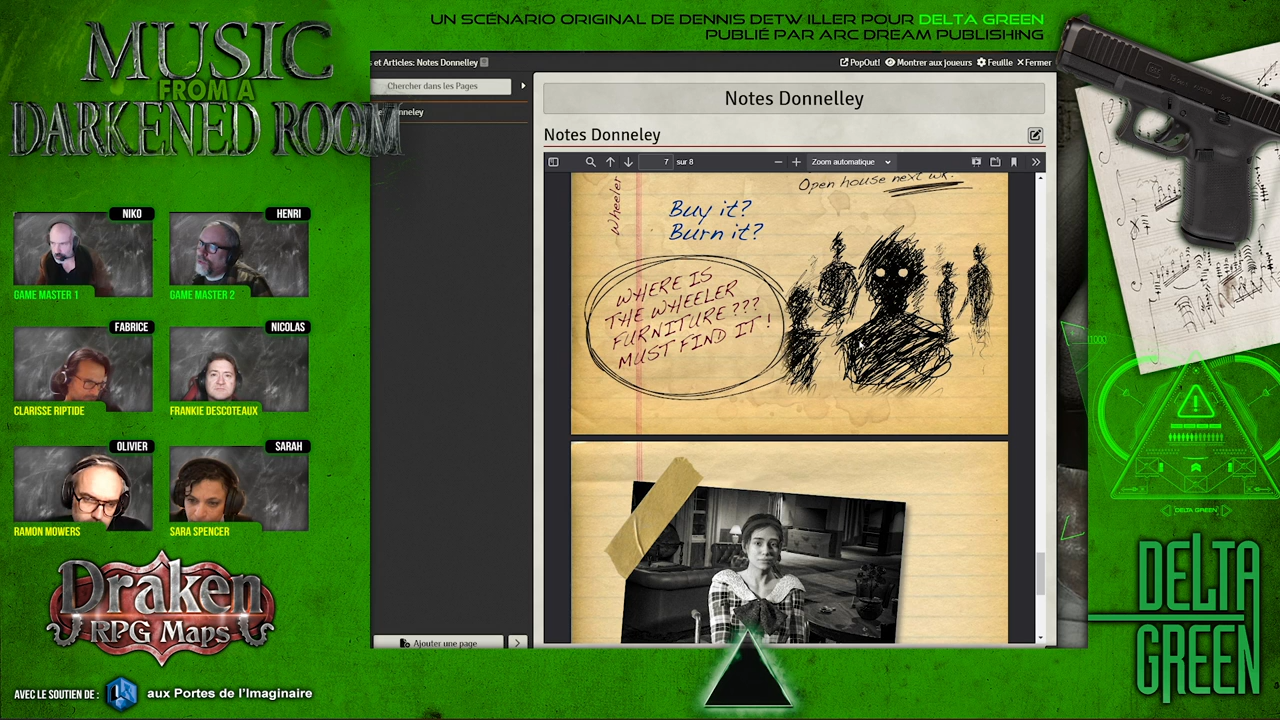 UN SCÉNARIO ORIGINAL DE DENNIS DETWILLER POUR DELTA GREEN
PUBLIÉ PAR ARC DREAM PUBLISHING
MUSIC
FROM A
DARKENED ROOM
s et Articles: Notes Donnelley
PopOut!
Montrer aux joueurs
Feuille
Fermer
Chercher dans les Pages
nneley
Notes Donnelley
Notes Donneley
7 sur 8
Zoom automatique
Open house next wk.
Wheeler
Buy it?
Burn it?
WHERE IS
THE WHEELER
FURNITURE???
MUST FIND IT!
NIKO
GAME MASTER 1
HENRI
GAME MASTER 2
FABRICE
CLARISSE RIPTIDE
NICOLAS
FRANKIE DESCOTEAUX
OLIVIER
RAMON MOWERS
SARAH
SARA SPENCER
Draken
RPG Maps
AVEC LE SOUTIEN DE :
aux Portes de l'Imaginaire
Ajouter une page
DELTA GREEN
DELTA
GREEN